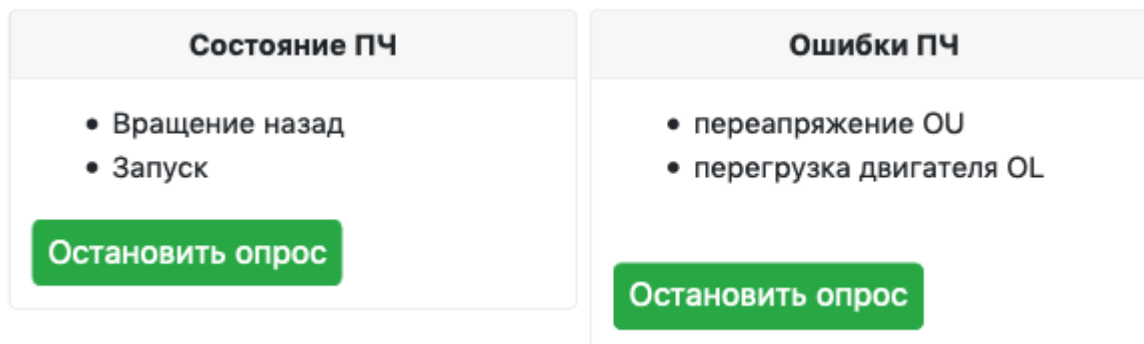 Состояние ПЧ
• Вращение назад
• Запуск
Остановить опрос
Ошибки ПЧ
• переапряжение OU
• перегрузка двигателя OL
Остановить опрос